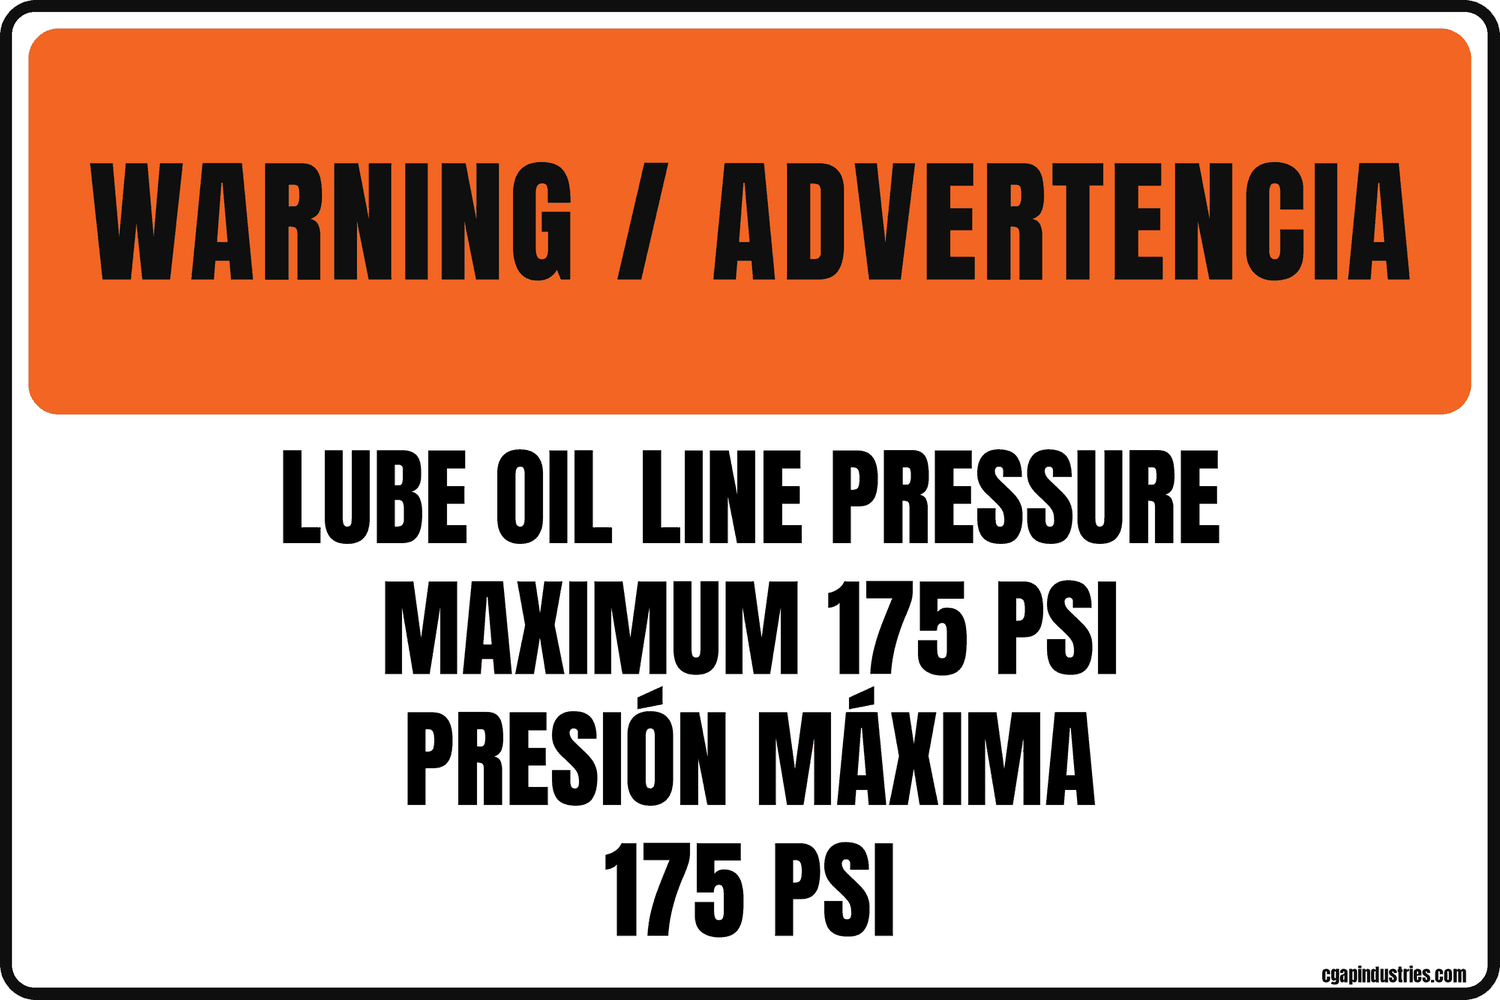 WARNING / ADVERTENCIA
LUBE OIL LINE PRESSURE
MAXIMUM 175 PSI
PRESIÓN MÁXIMA
175 PSI
cgapindustries.com